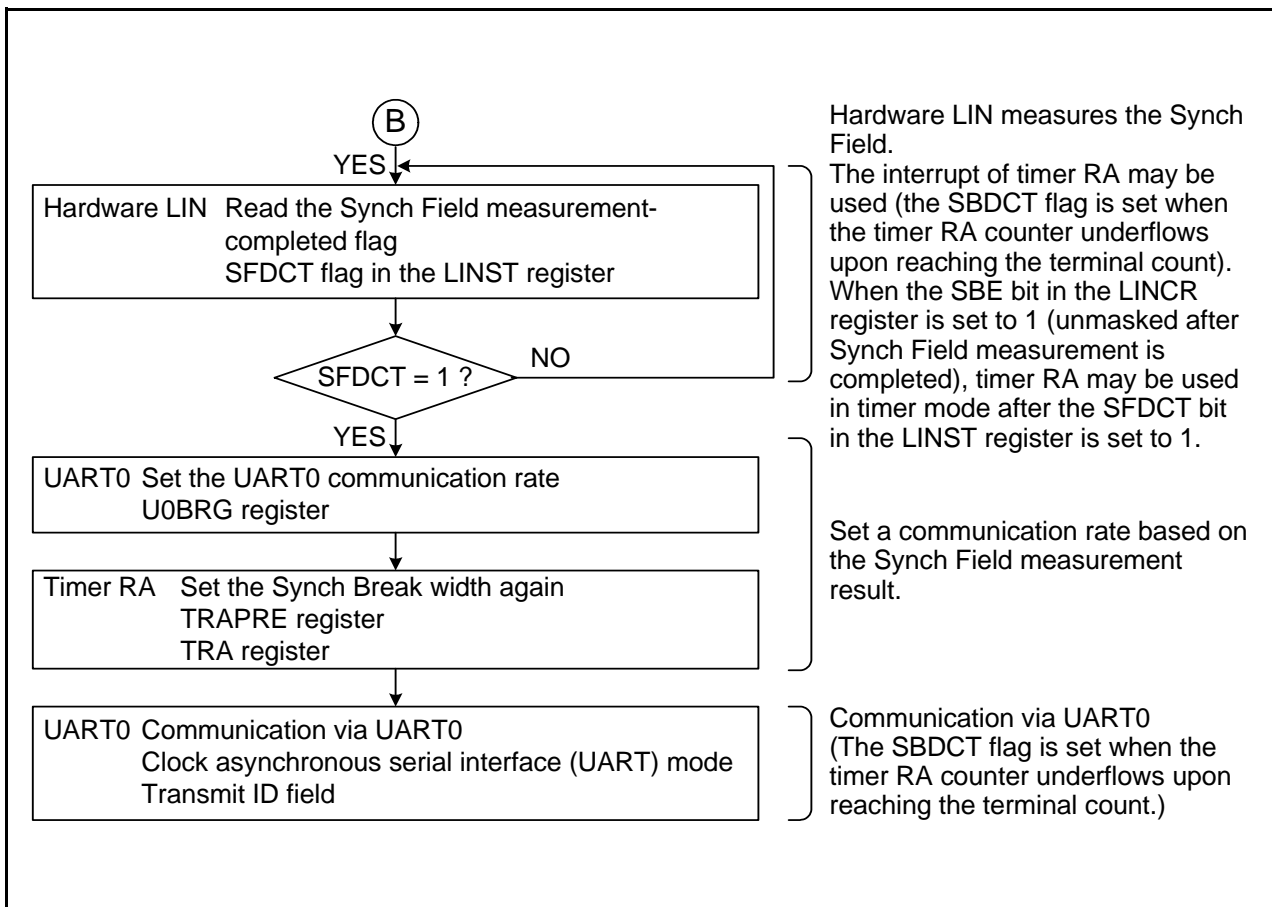 B
YES
Hardware LIN Read the Synch Field measurement-
completed flag
SFDCT flag in the LINST register
SFDCT = 1 ?
NO
YES
UART0 Set the UART0 communication rate
U0BRG register
Timer RA Set the Synch Break width again
TRAPRE register
TRA register
UART0 Communication via UART0
Clock asynchronous serial interface (UART) mode
Transmit ID field
Hardware LIN measures the Synch
Field.
The interrupt of timer RA may be
used (the SBDCT flag is set when
the timer RA counter underflows
upon reaching the terminal count).
When the SBE bit in the LINCR
register is set to 1 (unmasked after
Synch Field measurement is
completed), timer RA may be used
in timer mode after the SFDCT bit
in the LINST register is set to 1.
Set a communication rate based on
the Synch Field measurement
result.
Communication via UART0
(The SBDCT flag is set when the
timer RA counter underflows upon
reaching the terminal count.)